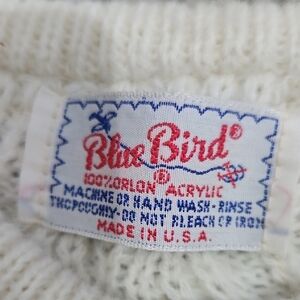 Blue Bird®
®
100% ORLON ACRYLIC
MACHINE OR HAND WASH-RINSE
THOROUGHLY-DO NOT BLEACH OR IRON
MADE IN U.S.A.